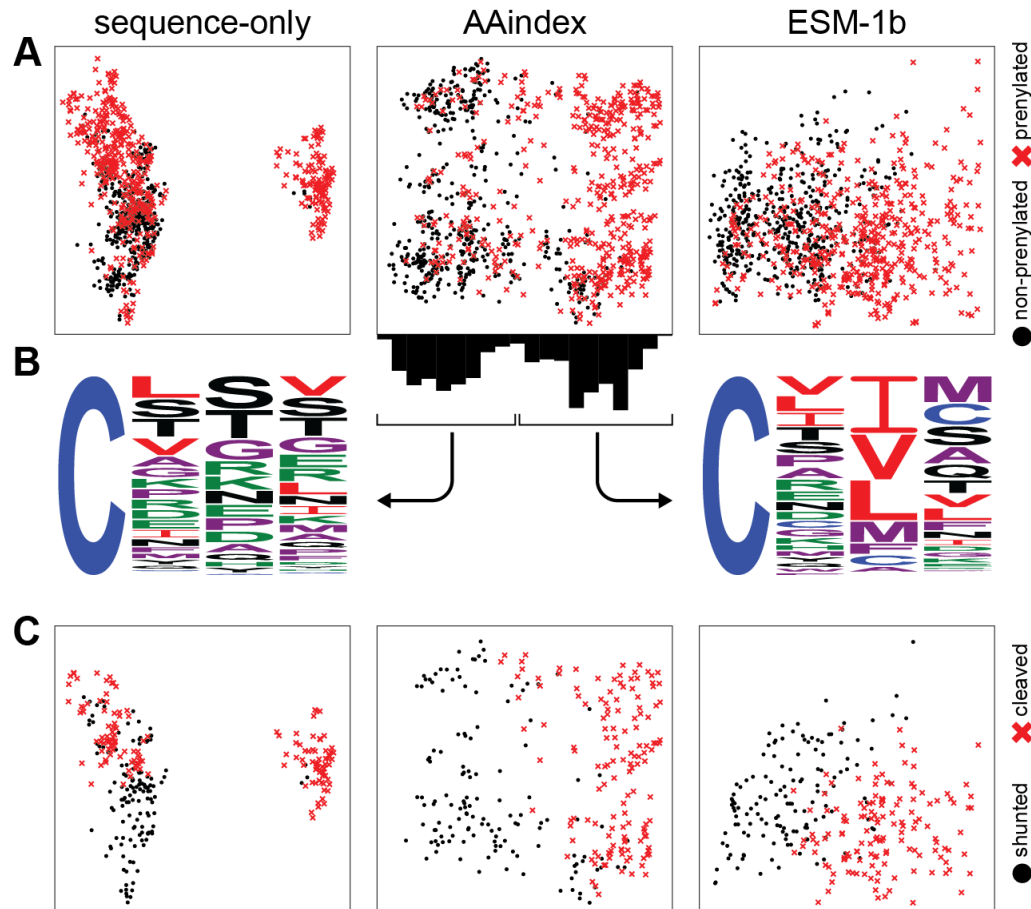 sequence-only
AAindex
ESM-1b
A
non-prenylated
prenylated
B
C
L S T V A G K P R D E I N F
S T G R K N E P D A Q
V S T G E R L N I K M A Q P
C
V L I T S P A R E N D C G K
I V L M F C A
M C S A Q T V L F N I G K
C
shunted
cleaved